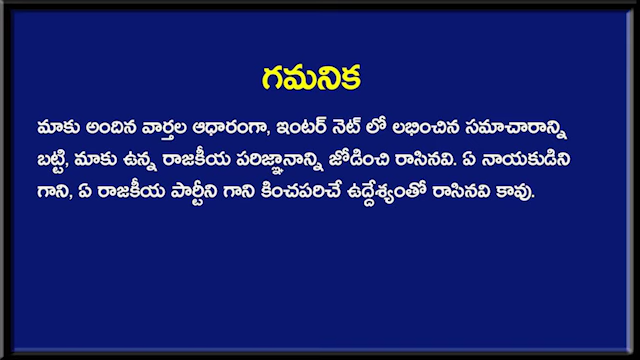 గమనిక
మాకు అందిన వార్తల ఆధారంగా, ఇంటర్ నెట్ లో లభించిన సమాచారాన్ని
బట్టి, మాకు ఉన్న రాజకీయ పరిజ్ఞానాన్ని జోడించి రాసినవి. ఏ నాయకుడిని
గాని, ఏ రాజకీయ పార్టీని గాని కించపరిచే ఉద్దేశ్యంతో రాసినవి కావు.